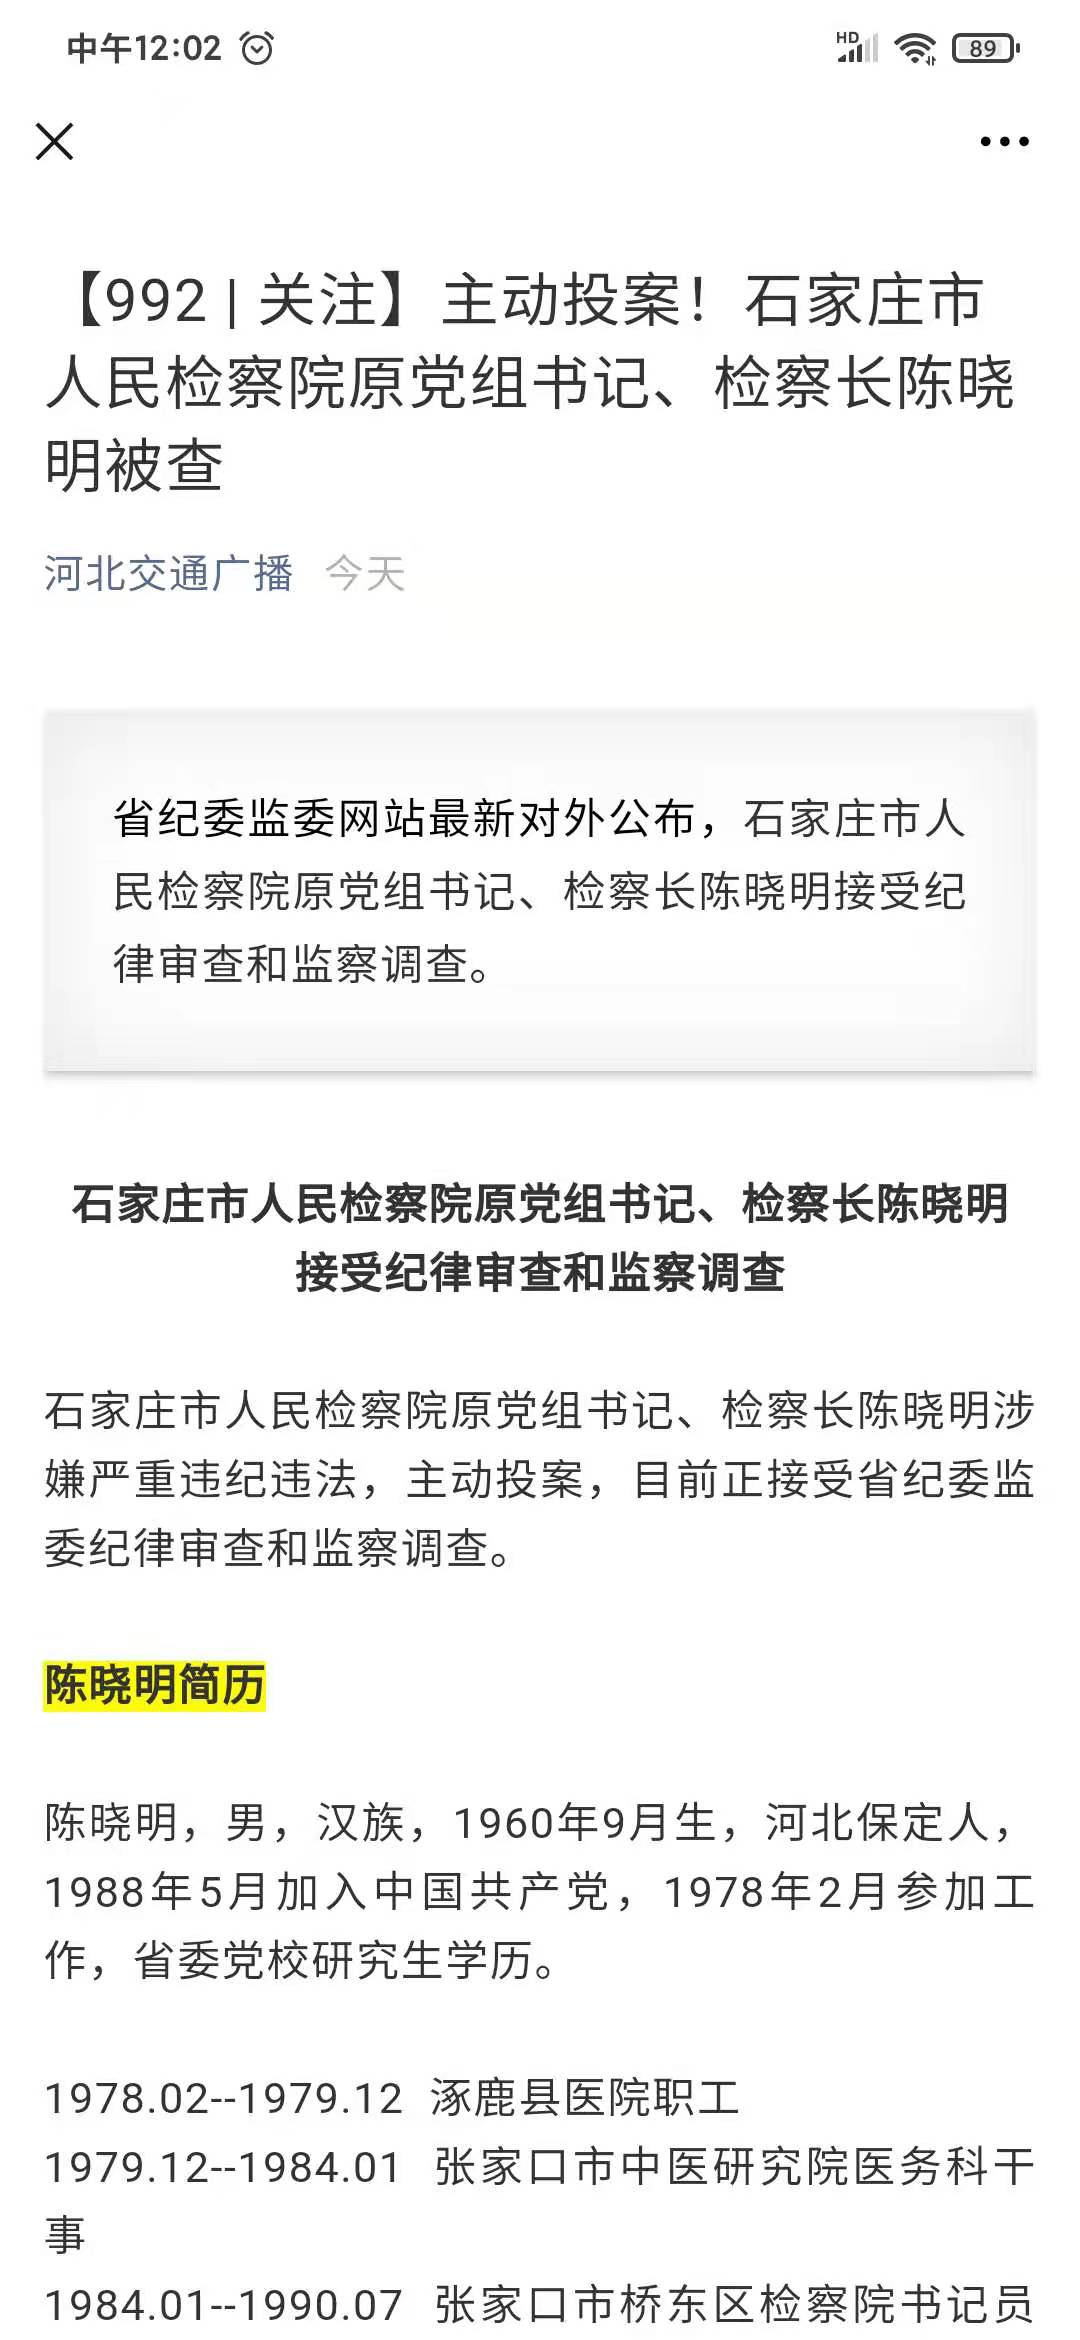 中午12:02
HD
89
【992 | 关注】主动投案！石家庄市
人民检察院原党组书记、检察长陈晓
明被查
河北交通广播 今天
省纪委监委网站最新对外公布，石家庄市人
民检察院原党组书记、检察长陈晓明接受纪
律审查和监察调查。
石家庄市人民检察院原党组书记、检察长陈晓明
接受纪律审查和监察调查
石家庄市人民检察院原党组书记、检察长陈晓明涉
嫌严重违纪违法，主动投案，目前正接受省纪委监
委纪律审查和监察调查。
陈晓明简历
陈晓明，男，汉族，1960年9月生，河北保定人，
1988年5月加入中国共产党，1978年2月参加工
作，省委党校研究生学历。
1978.02--1979.12 涿鹿县医院职工
1979.12--1984.01 张家口市中医研究院医务科干
事
1984.01--1990.07 张家口市桥东区检察院书记员